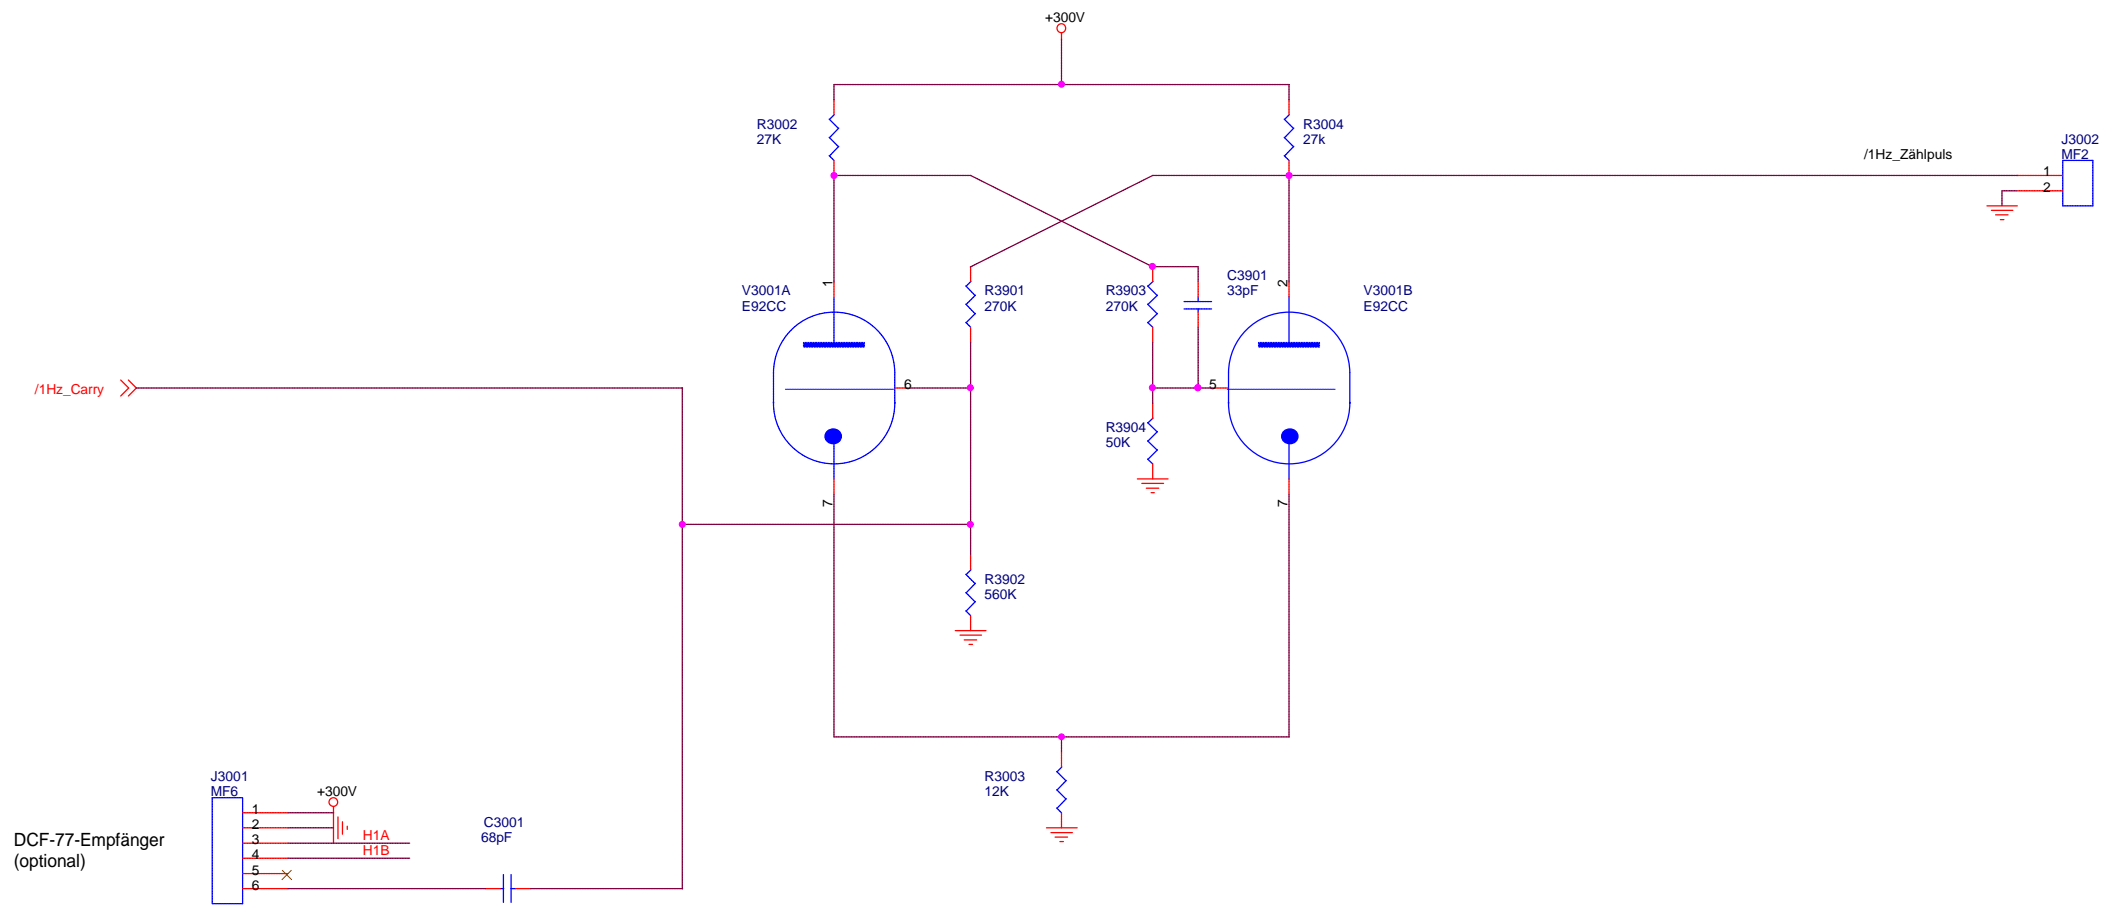 +300V
R3002
27K
R3004
27k
/1Hz_Zählpuls
J3002
MF2
1
2
V3001A
E92CC
1
R3901
270K
R3903
270K
C3901
33pF
2
V3001B
E92CC
/1Hz_Carry
6
5
R3904
50K
7
7
R3902
560K
R3003
12K
J3001
MF6
+300V
DCF-77-Empfänger
(optional)
1
2
3
4
5
6
H1A
H1B
C3001
68pF